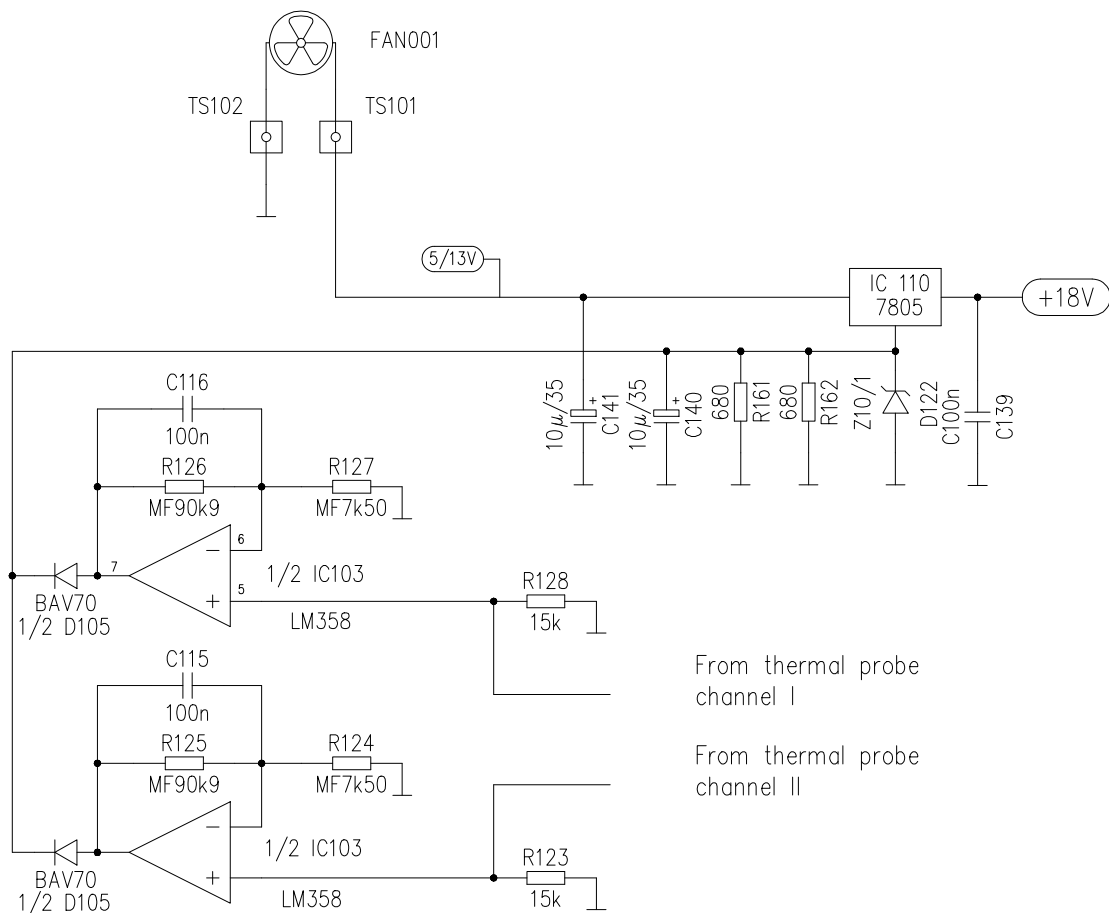 FAN001
TS102
TS101
5/13V
IC 110
7805
+18V
C116
100n
R126
MF90k9
R127
MF7k50
10µ/35
+
C141
10µ/35
+
C140
680
R161
680
R162
Z10/1
D122
C100n
C139
6
−
7
5
+
1/2 IC103
LM358
BAV70
1/2 D105
R128
15k
C115
100n
From thermal probe
channel I
R125
MF90k9
R124
MF7k50
From thermal probe
channel II
−
+
1/2 IC103
LM358
BAV70
1/2 D105
R123
15k